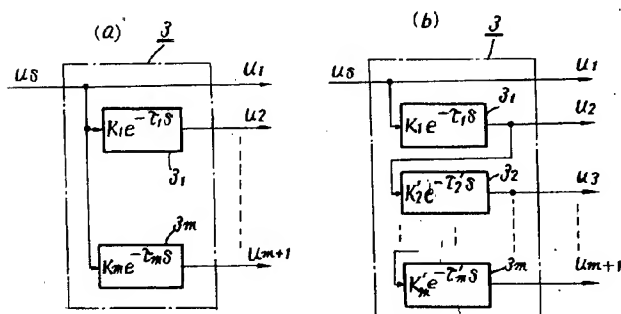 (a) 3
us u1
K1e^-τ1s u2
31
3m
Kme^-τms um+1
(b) 3
us u1
K1e^-τ1s 31 u2
K'2e^-τ'2s 32 u3
K'me^-τ'ms 3m um+1